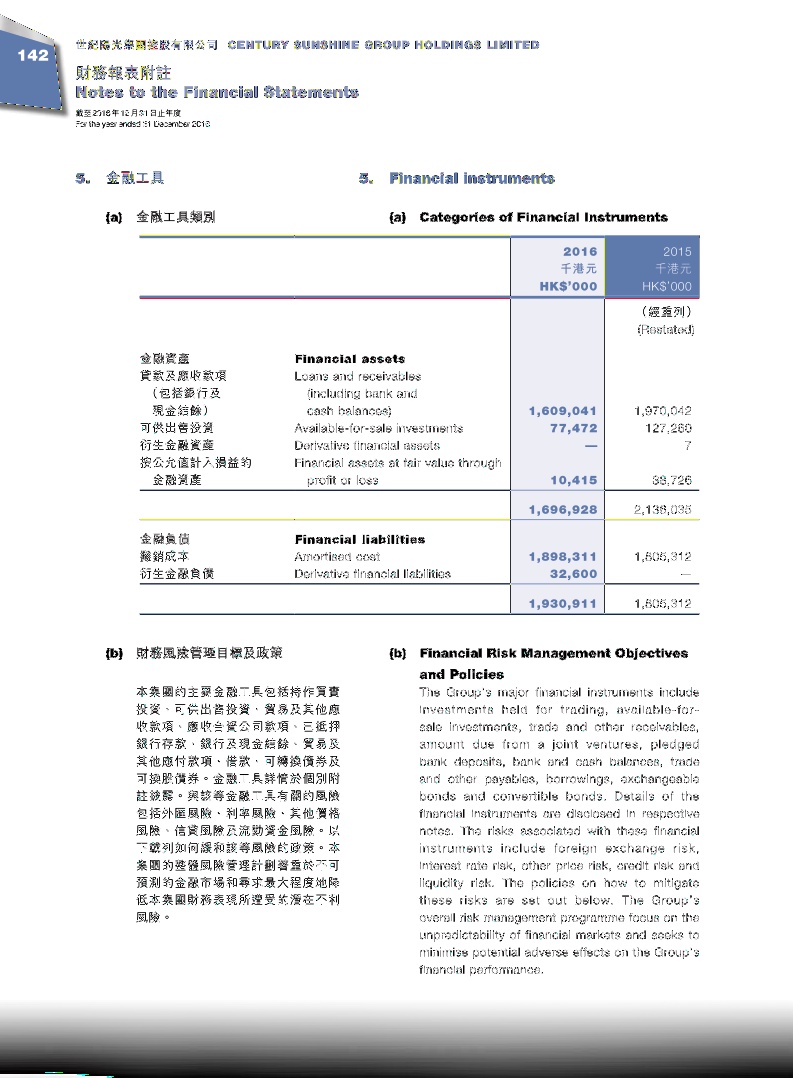 142
世紀陽光集團控股有限公司 CENTURY SUNSHINE GROUP HOLDINGS LIMITED
財務報表附註
Notes to the Financial Statements
截至2016年12月31日止年度
For the year ended 31 December 2016
5. 金融工具
5. Financial instruments
(a) 金融工具類別
(a) Categories of Financial Instruments
2016 2015
千港元 千港元
HK$'000 HK$'000
（經重列）
(Restated)
金融資產 Financial assets
貸款及應收款項 Loans and receivables
（包括銀行及 (including bank and
現金結餘） cash balances) 1,609,041 1,970,042
可供出售投資 Available-for-sale investments 77,472 127,260
衍生金融資產 Derivative financial assets — 7
按公允值計入損益的 Financial assets at fair value through
金融資產 profit or loss 10,415 38,726
1,696,928 2,136,035
金融負債 Financial liabilities
攤銷成本 Amortised cost 1,898,311 1,805,312
衍生金融負債 Derivative financial liabilities 32,600 —
1,930,911 1,805,312
(b) 財務風險管理目標及政策
本集團的主要金融工具包括持作買賣
投資、可供出售投資、貿易及其他應
收款項、應收合資公司款項、已抵押
銀行存款、銀行及現金結餘、貿易及
其他應付款項、借款、可轉換債券及
可換股債券。金融工具詳情於個別附
註披露。與該等金融工具有關的風險
包括外匯風險、利率風險、其他價格
風險、信貸風險及流動資金風險。以
下載列如何緩和該等風險的政策。本
集團的整體風險管理計劃著重於不可
預測的金融市場和尋求最大程度地降
低本集團財務表現所遭受的潛在不利
風險。
(b) Financial Risk Management Objectives
and Policies
The Group's major financial instruments include
investments held for trading, available-for-
sale investments, trade and other receivables,
amount due from a joint ventures, pledged
bank deposits, bank and cash balances, trade
and other payables, borrowings, exchangeable
bonds and convertible bonds. Details of the
financial instruments are disclosed in respective
notes. The risks associated with these financial
instruments include foreign exchange risk,
interest rate risk, other price risk, credit risk and
liquidity risk. The policies on how to mitigate
these risks are set out below. The Group's
overall risk management programme focus on the
unpredictability of financial markets and seeks to
minimise potential adverse effects on the Group's
financial performance.